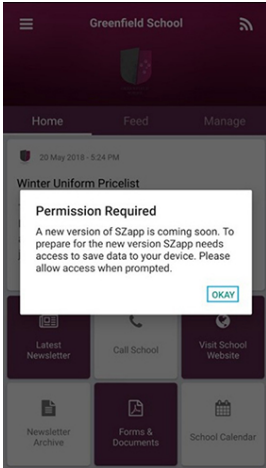 Greenfield School
Home
Feed
Manage
20 May 2018 - 5:24 PM
Winter Uniform Pricelist
Permission Required
A new version of SZapp is coming soon. To
prepare for the new version SZapp needs
access to save data to your device. Please
allow access when prompted.
OKAY
Latest
Newsletter
Call School
Visit School
Website
Newsletter
Archive
Forms &
Documents
School Calendar